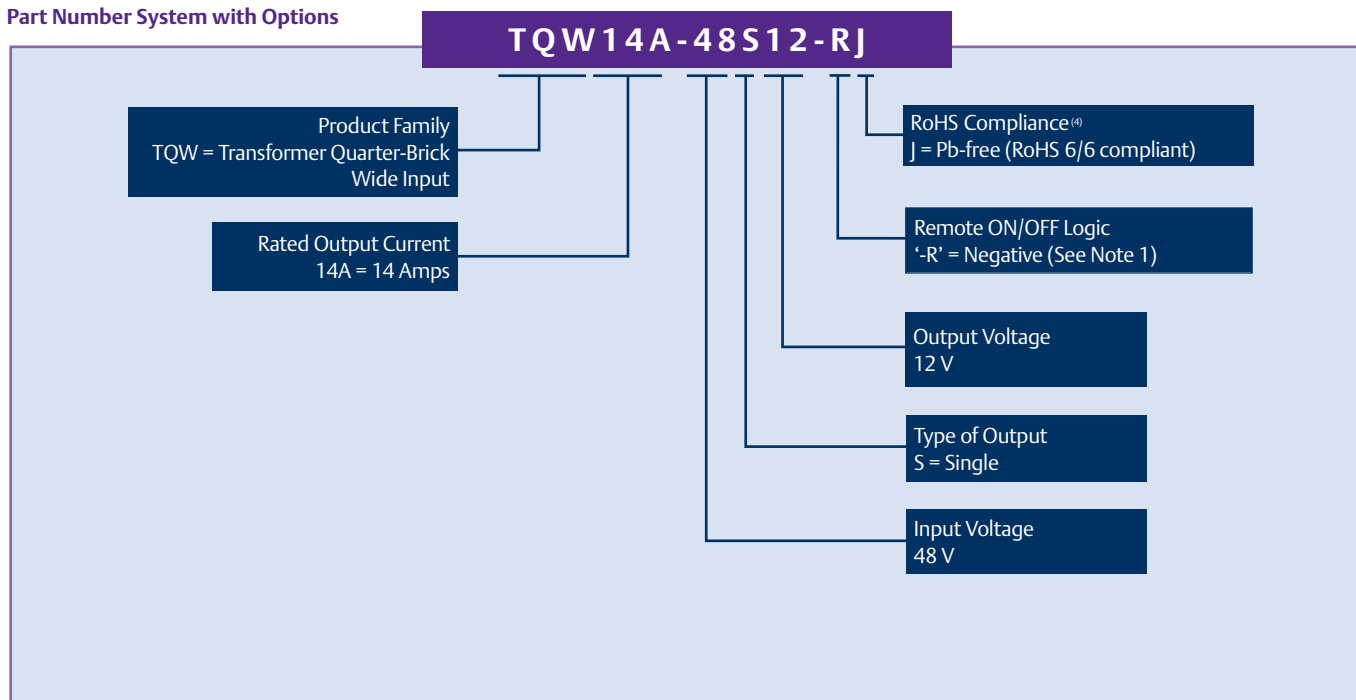 Part Number System with Options
TQW14A-48S12-RJ
Product Family
TQW = Transformer Quarter-Brick
Wide Input
Rated Output Current
14A = 14 Amps
RoHS Compliance (4)
J = Pb-free (RoHS 6/6 compliant)
Remote ON/OFF Logic
‘-R’ = Negative (See Note 1)
Output Voltage
12 V
Type of Output
S = Single
Input Voltage
48 V